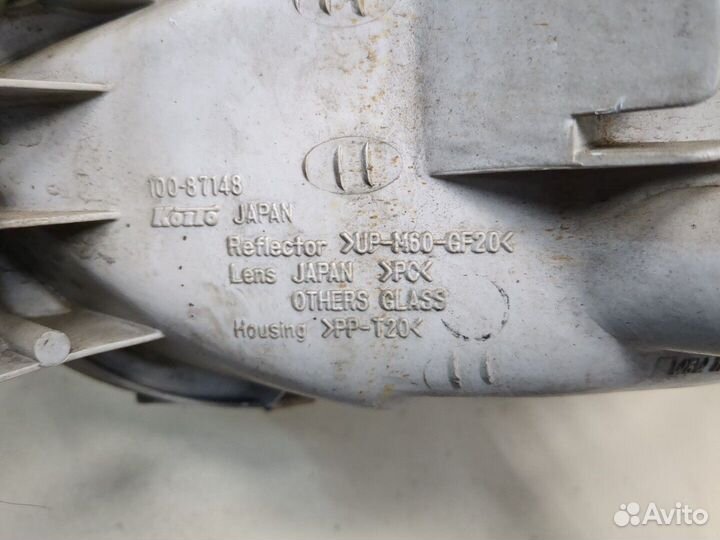 100-87148
KOITO JAPAN
Reflector >UP-M60-GF20<
Lens JAPAN >PC<
OTHERS GLASS
Housing >PP-T20<
Avito